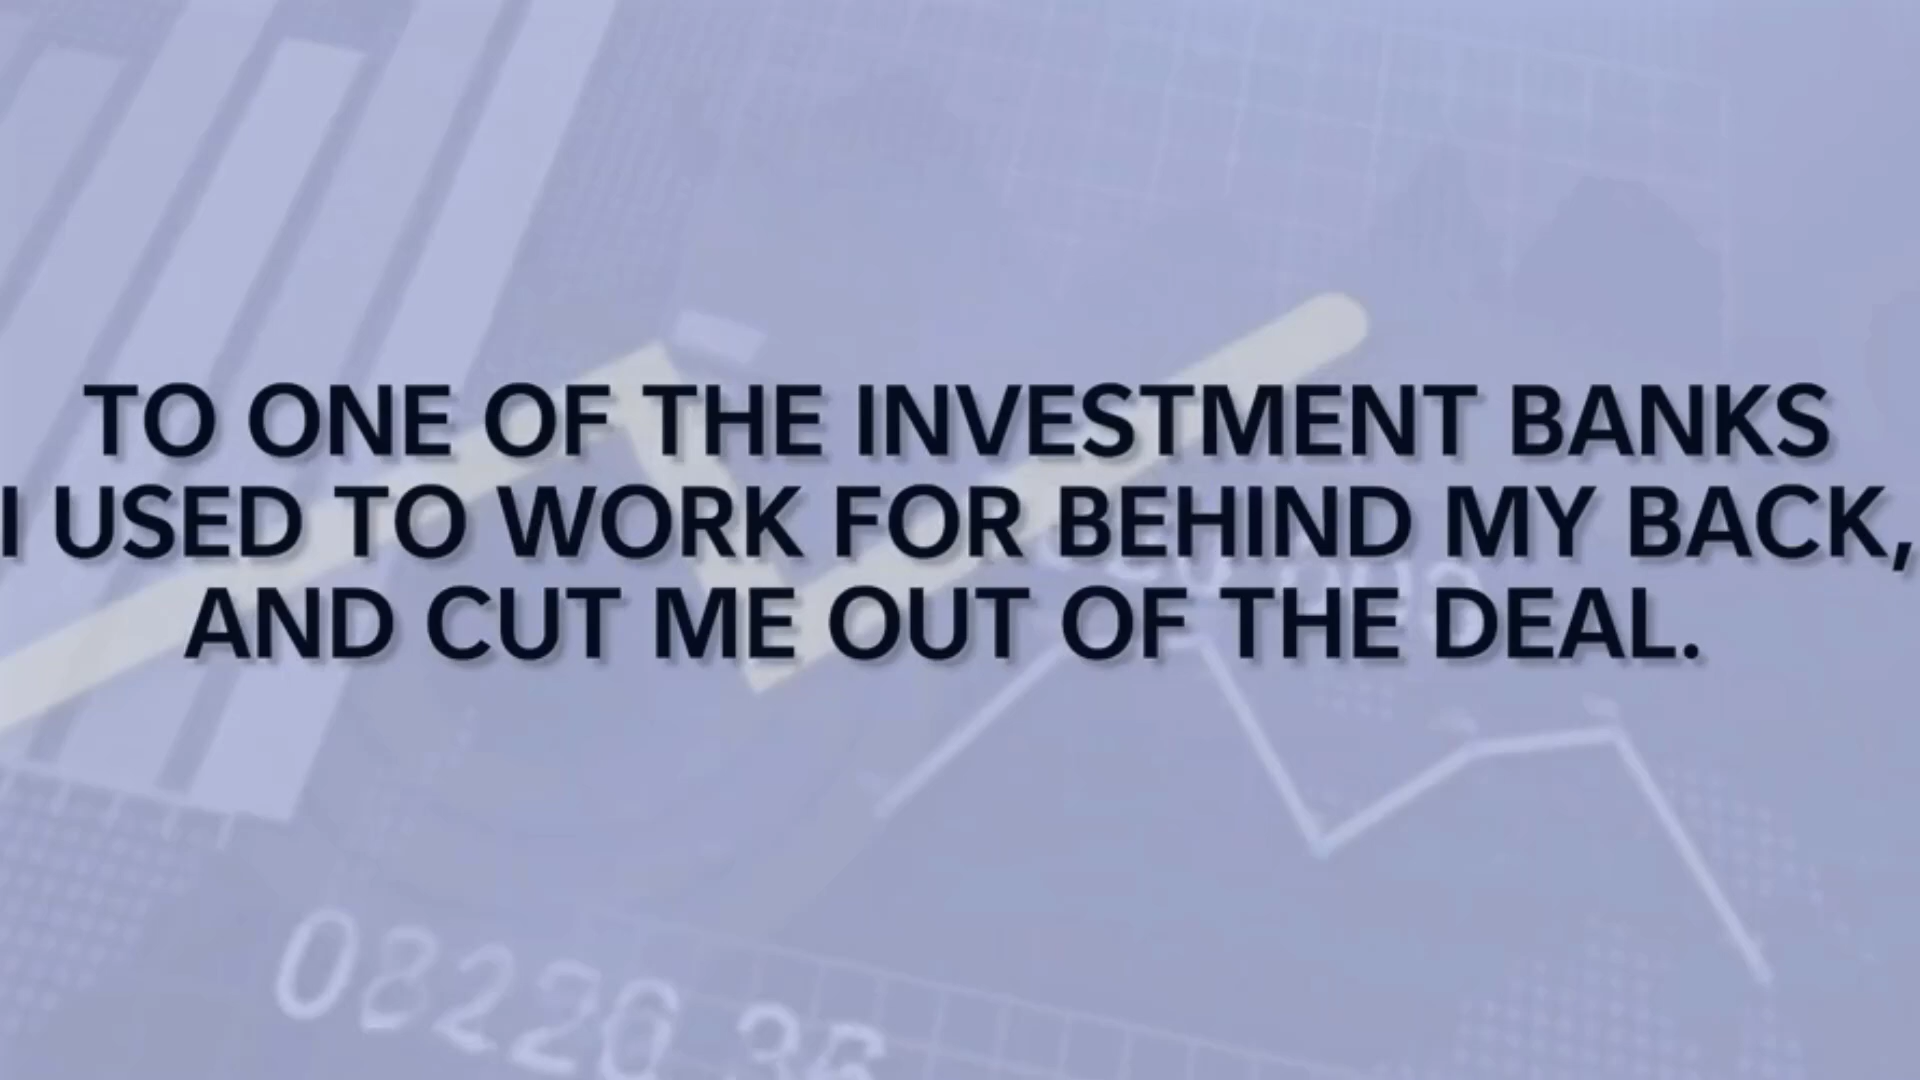 TO ONE OF THE INVESTMENT BANKS
I USED TO WORK FOR BEHIND MY BACK,
AND CUT ME OUT OF THE DEAL.